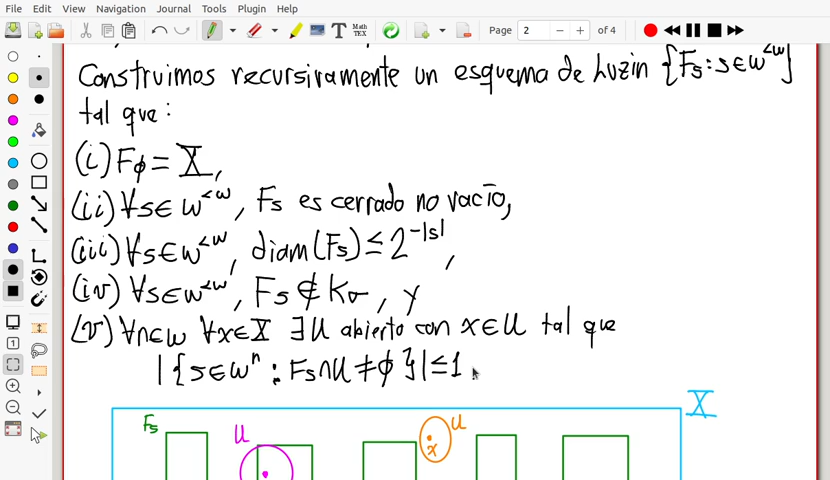 File Edit View Navigation Journal Tools Plugin Help
Page 2 of 4
Construimos recursivamente un esquema de Luzin {Fs : s∈ω^<ω}
tal que:
(i) F∅ = X,
(ii) ∀s∈ω^<ω, Fs es cerrado no vacío,
(iii) ∀s∈ω^<ω, diam(Fs) ≤ 2^-|s|,
(iv) ∀s∈ω^<ω, Fs ∉ Kσ, y
(v) ∀n∈ω ∀x∈X ∃U abierto con x∈U tal que
|{s∈ω^n : Fs∩U ≠ ∅}| ≤ 1
X
Fs U U
x